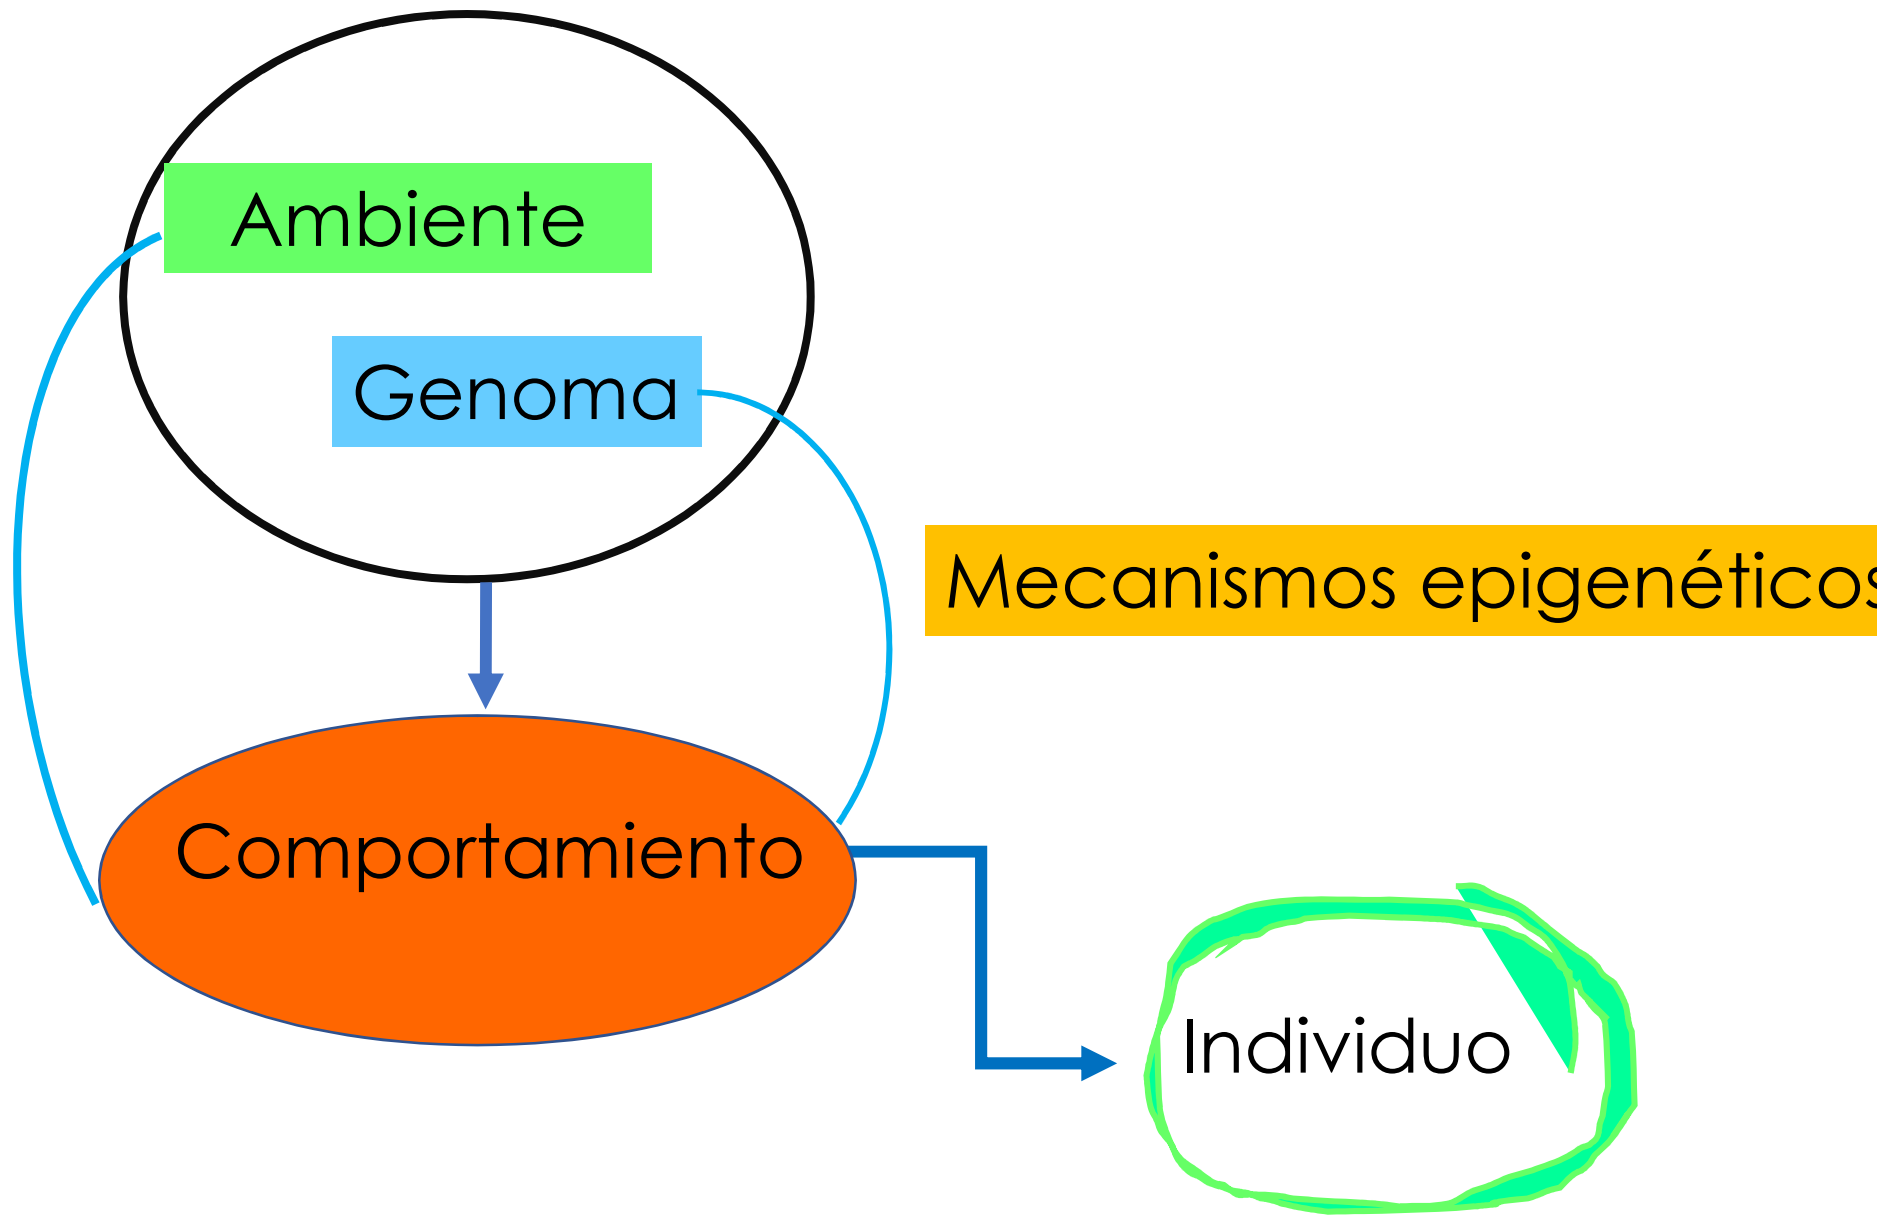 Ambiente
Genoma
Mecanismos epigenéticos
Comportamiento
Individuo